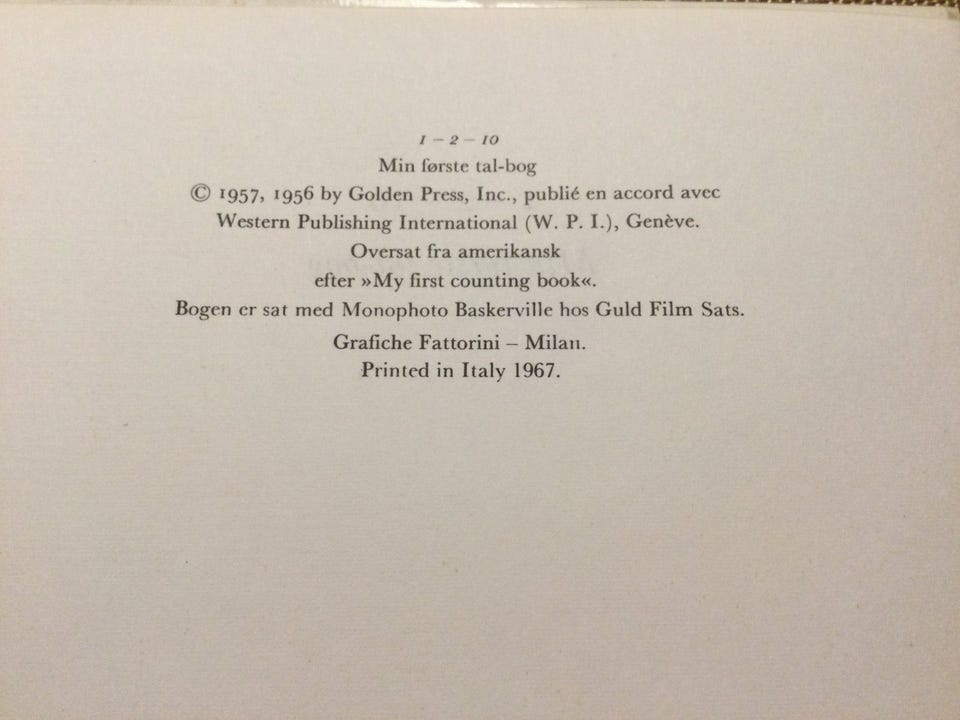 1 – 2 – 10
Min første tal-bog
© 1957, 1956 by Golden Press, Inc., publié en accord avec
Western Publishing International (W. P. I.), Genève.
Oversat fra amerikansk
efter »My first counting book«.
Bogen er sat med Monophoto Baskerville hos Guld Film Sats.
Grafiche Fattorini – Milan.
Printed in Italy 1967.